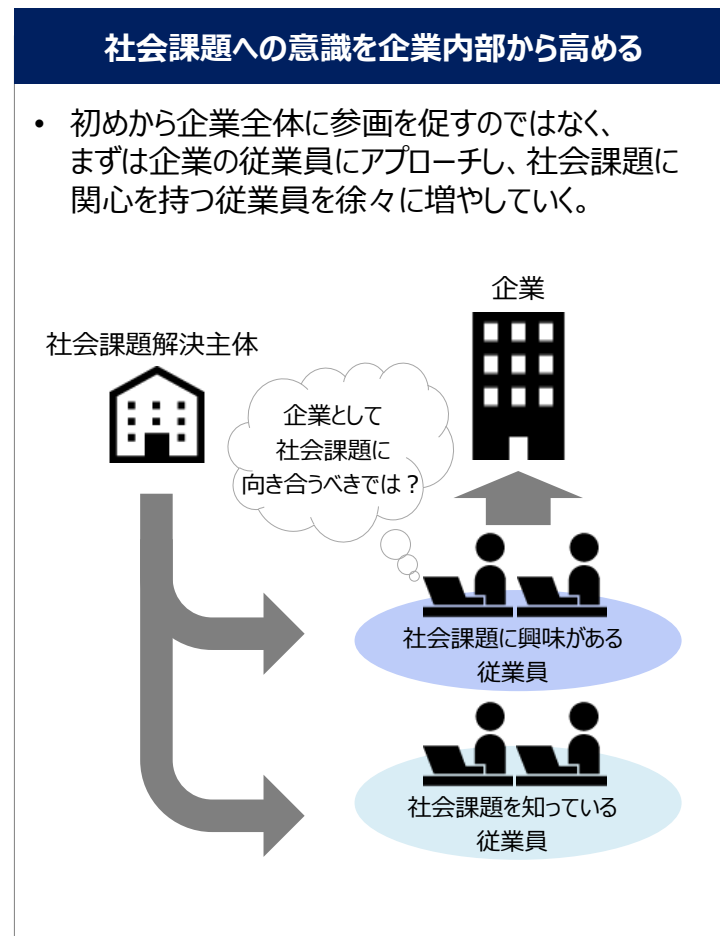 社会課題への意識を企業内部から高める
• 初めから企業全体に参画を促すのではなく、
まずは企業の従業員にアプローチし、社会課題に
関心を持つ従業員を徐々に増やしていく。
企業
社会課題解決主体
企業として
社会課題に
向き合うべきでは？
社会課題に興味がある
従業員
社会課題を知っている
従業員